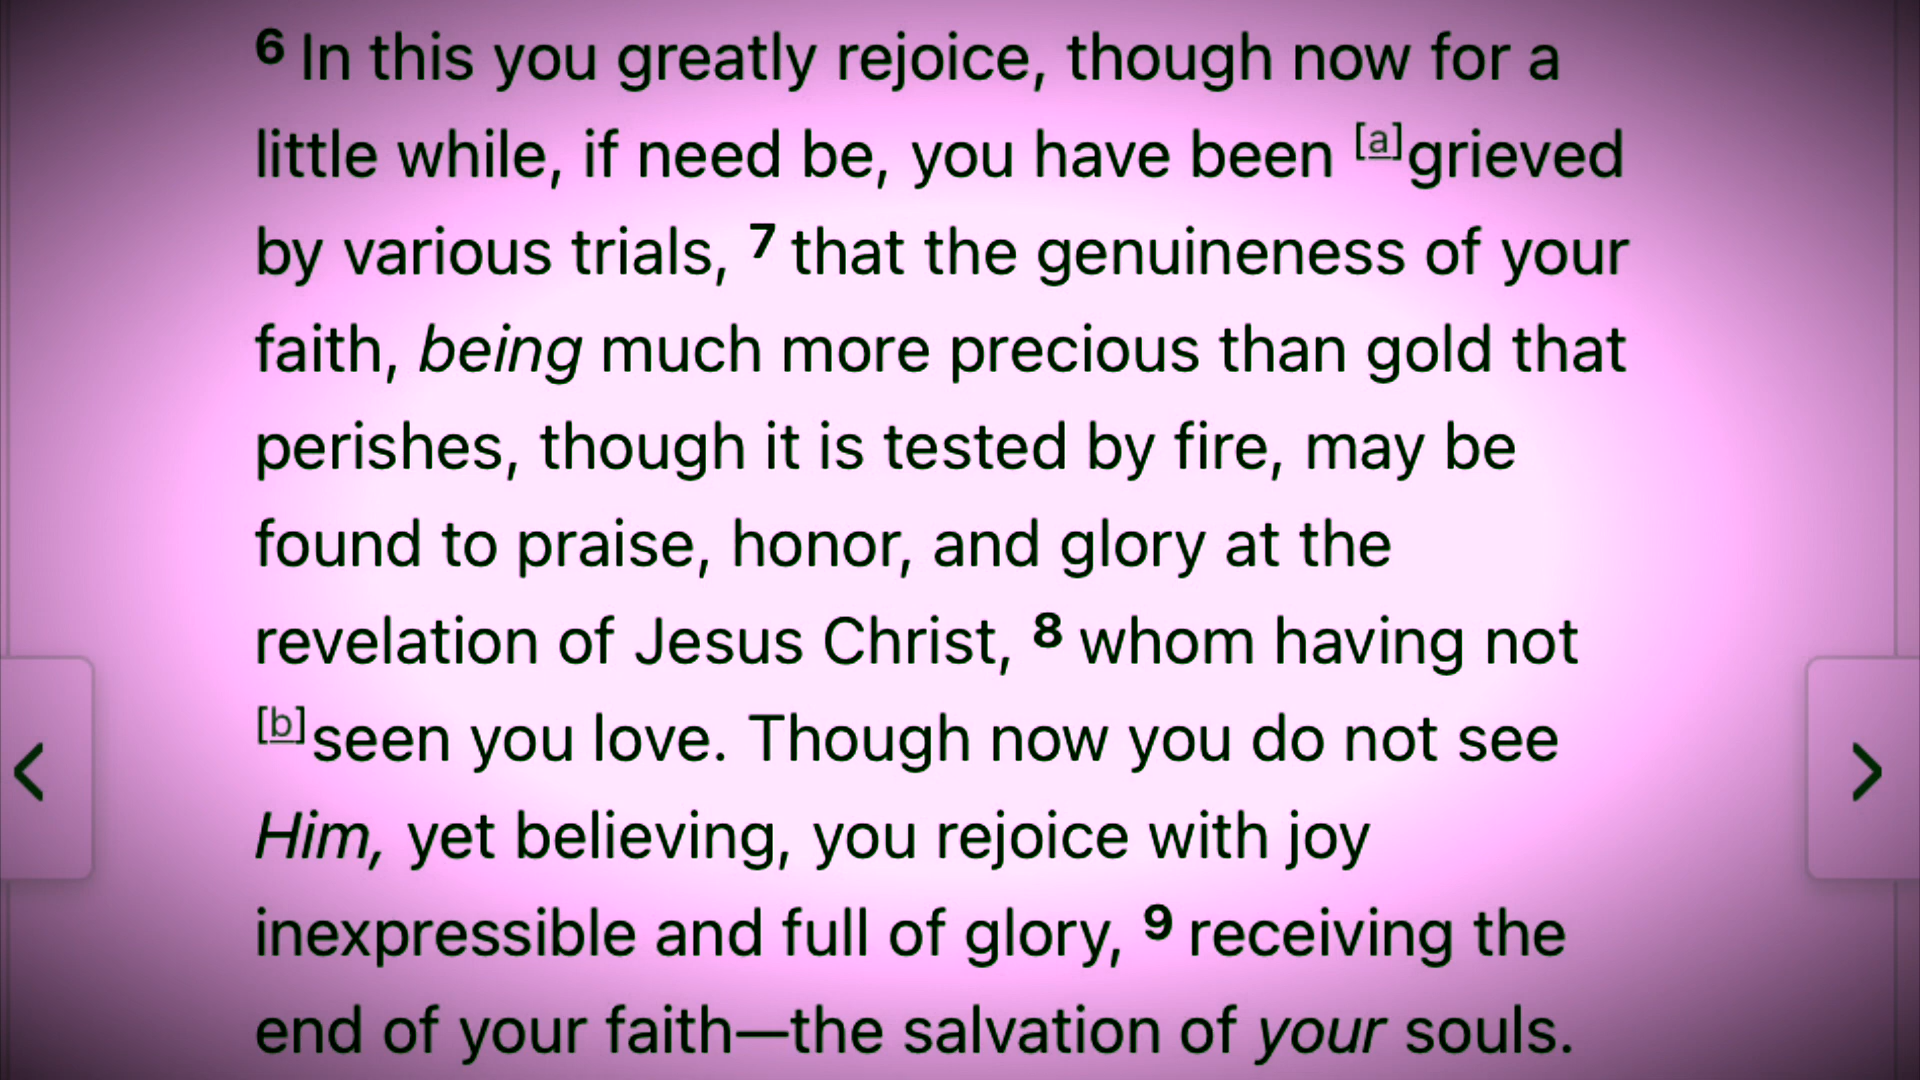 6 In this you greatly rejoice, though now for a
little while, if need be, you have been [a]grieved
by various trials, 7 that the genuineness of your
faith, being much more precious than gold that
perishes, though it is tested by fire, may be
found to praise, honor, and glory at the
revelation of Jesus Christ, 8 whom having not
[b]seen you love. Though now you do not see
Him, yet believing, you rejoice with joy
inexpressible and full of glory, 9 receiving the
end of your faith—the salvation of your souls.